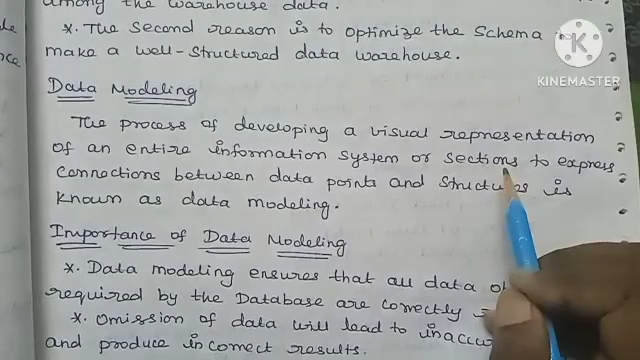 among the warehouse data.
*. The second reason is to optimize the Schema to
make a well-structured data warehouse.
KINEMASTER
Data Modeling
The process of developing a visual representation
of an entire information system or sections to express
connections between data points and structures is
known as data modeling.
Importance of Data Modeling
*. Data modeling ensures that all data
required by the Database are correctly
*. Omission of data will lead to
and produce incorrect results.